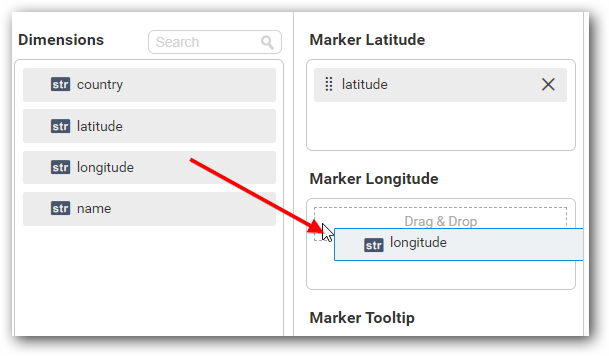 Dimensions
Search
str country
str latitude
str longitude
str name
Marker Latitude
latitude
Marker Longitude
Drag & Drop
str longitude
Marker Tooltip